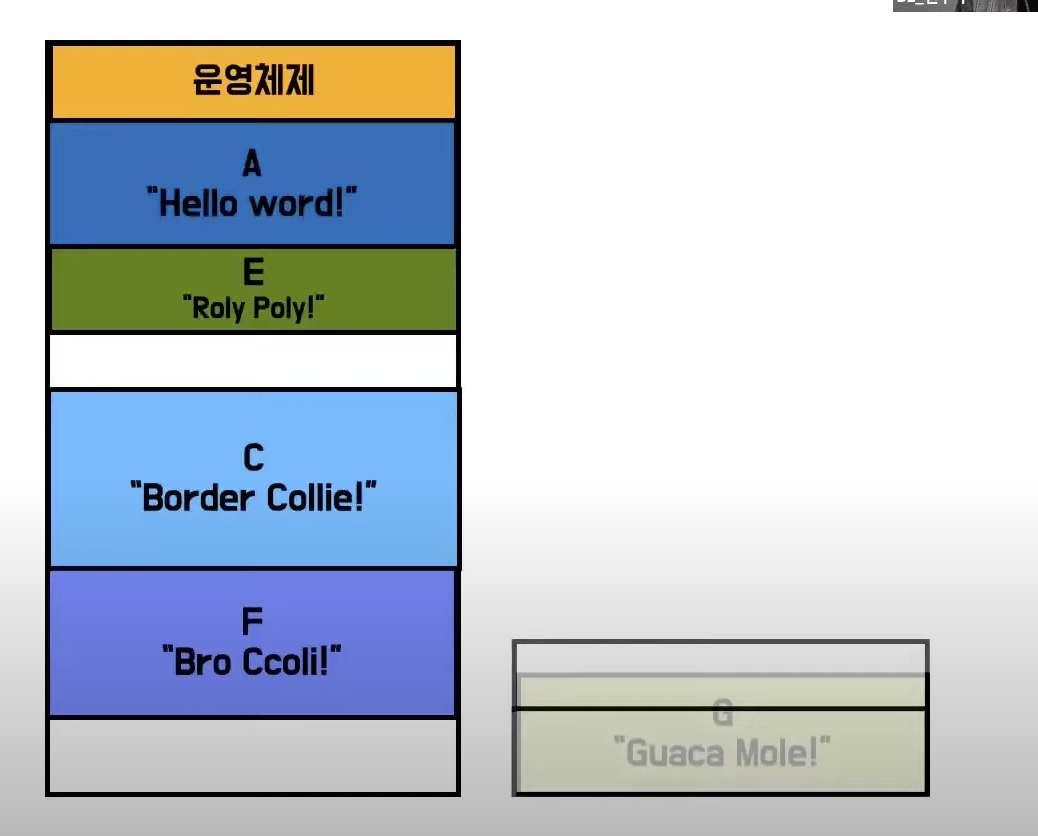 운영체제
A
"Hello word!"
E
"Roly Poly!"
C
"Border Collie!"
F
"Bro Ccoli!"
G
"Guaca Mole!"